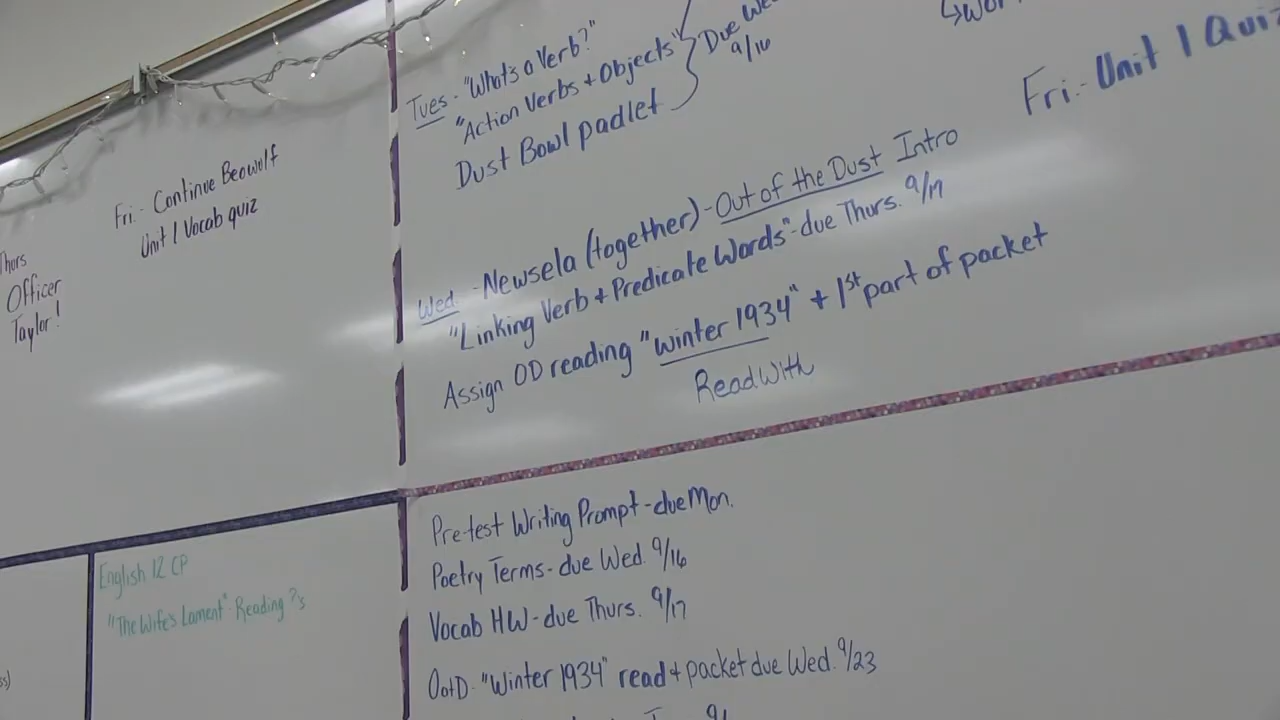 Thurs
Officer
Taylor!
Fri.- Continue Beowulf
Unit 1 Vocab quiz
Tues - "What's a Verb?"
"Action Verbs + Objects"
Dust Bowl padlet
Due We
9/16
Wed. - Newsela (together) - Out of the Dust Intro
"Linking Verb + Predicate Words"- due Thurs. 9/17
Assign OD reading "Winter 1934" + 1st part of packet
ReadWith
Fri.- Unit 1 Quiz
English 12 CP
"The Wife's Lament" Reading ?s
Pre-test Writing Prompt - due Mon.
Poetry Terms- due Wed. 9/16
Vocab HW- due Thurs. 9/17
OotD- "Winter 1934" read + packet due Wed. 9/23